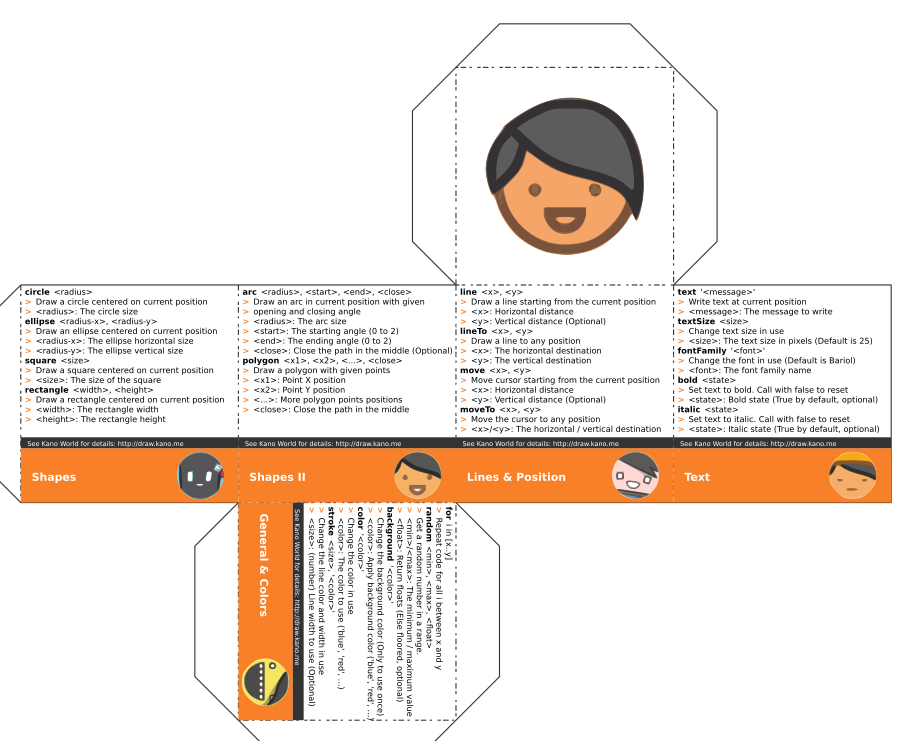 circle <radius>
> Draw a circle centered on current position
> <radius>: The circle size
ellipse <radius-x>, <radius-y>
> Draw an ellipse centered on current position
> <radius-x>: The ellipse horizontal size
> <radius-y>: The ellipse vertical size
square <size>
> Draw a square centered on current position
> <size>: The size of the square
rectangle <width>, <height>
> Draw a rectangle centered on current position
> <width>: The rectangle width
> <height>: The rectangle height
See Kano World for details: http://draw.kano.me
Shapes
arc <radius>, <start>, <end>, <close>
> Draw an arc in current position with given
> opening and closing angle
> <radius>: The arc size
> <start>: The starting angle (0 to 2)
> <end>: The ending angle (0 to 2)
> <close>: Close the path in the middle (Optional)
polygon <x1>, <x2>, <...>, <close>
> Draw a polygon with given points
> <x1>: Point X position
> <x2>: Point Y position
> <...>: More polygon points positions
> <close>: Close the path in the middle
See Kano World for details: http://draw.kano.me
Shapes II
line <x>, <y>
> Draw a line starting from the current position
> <x>: Horizontal distance
> <y>: Vertical distance (Optional)
lineTo <x>, <y>
> Draw a line to any position
> <x>: The horizontal destination
> <y>: The vertical destination
move <x>, <y>
> Move cursor starting from the current position
> <x>: Horizontal distance
> <y>: Vertical distance (Optional)
moveTo <x>, <y>
> Move the cursor to any position
> <x>/<y>: The horizontal / vertical destination
See Kano World for details: http://draw.kano.me
Lines & Position
text '<message>'
> Write text at current position
> <message>: The message to write
textSize <size>
> Change text size in use
> <size>: The text size in pixels (Default is 25)
fontFamily '<font>'
> Change the font in use (Default is Bariol)
> <font>: The font family name
bold <state>
> Set text to bold. Call with false to reset
> <state>: Bold state (True by default, optional)
italic <state>
> Set text to italic. Call with false to reset
> <state>: Italic state (True by default, optional)
See Kano World for details: http://draw.kano.me
Text
for i in [x..y]
> Repeat code for all i between x and y
random <min>, <max>, <float>
> Get a random number in a range.
> <min>/<max>: The minimum / maximum value
> <float>: Return floats (Else floored, optional)
background '<color>'
> Change the background color (Only to use once)
> <color>: Apply background color ('blue', 'red', ...)
color '<color>'
> Change the color in use
> <color>: The color to use ('blue', 'red', ...)
stroke <size>, '<color>'
> Change the line color and width in use
> <size>: (number) Line width to use (Optional)
See Kano World for details: http://draw.kano.me
General & Colors